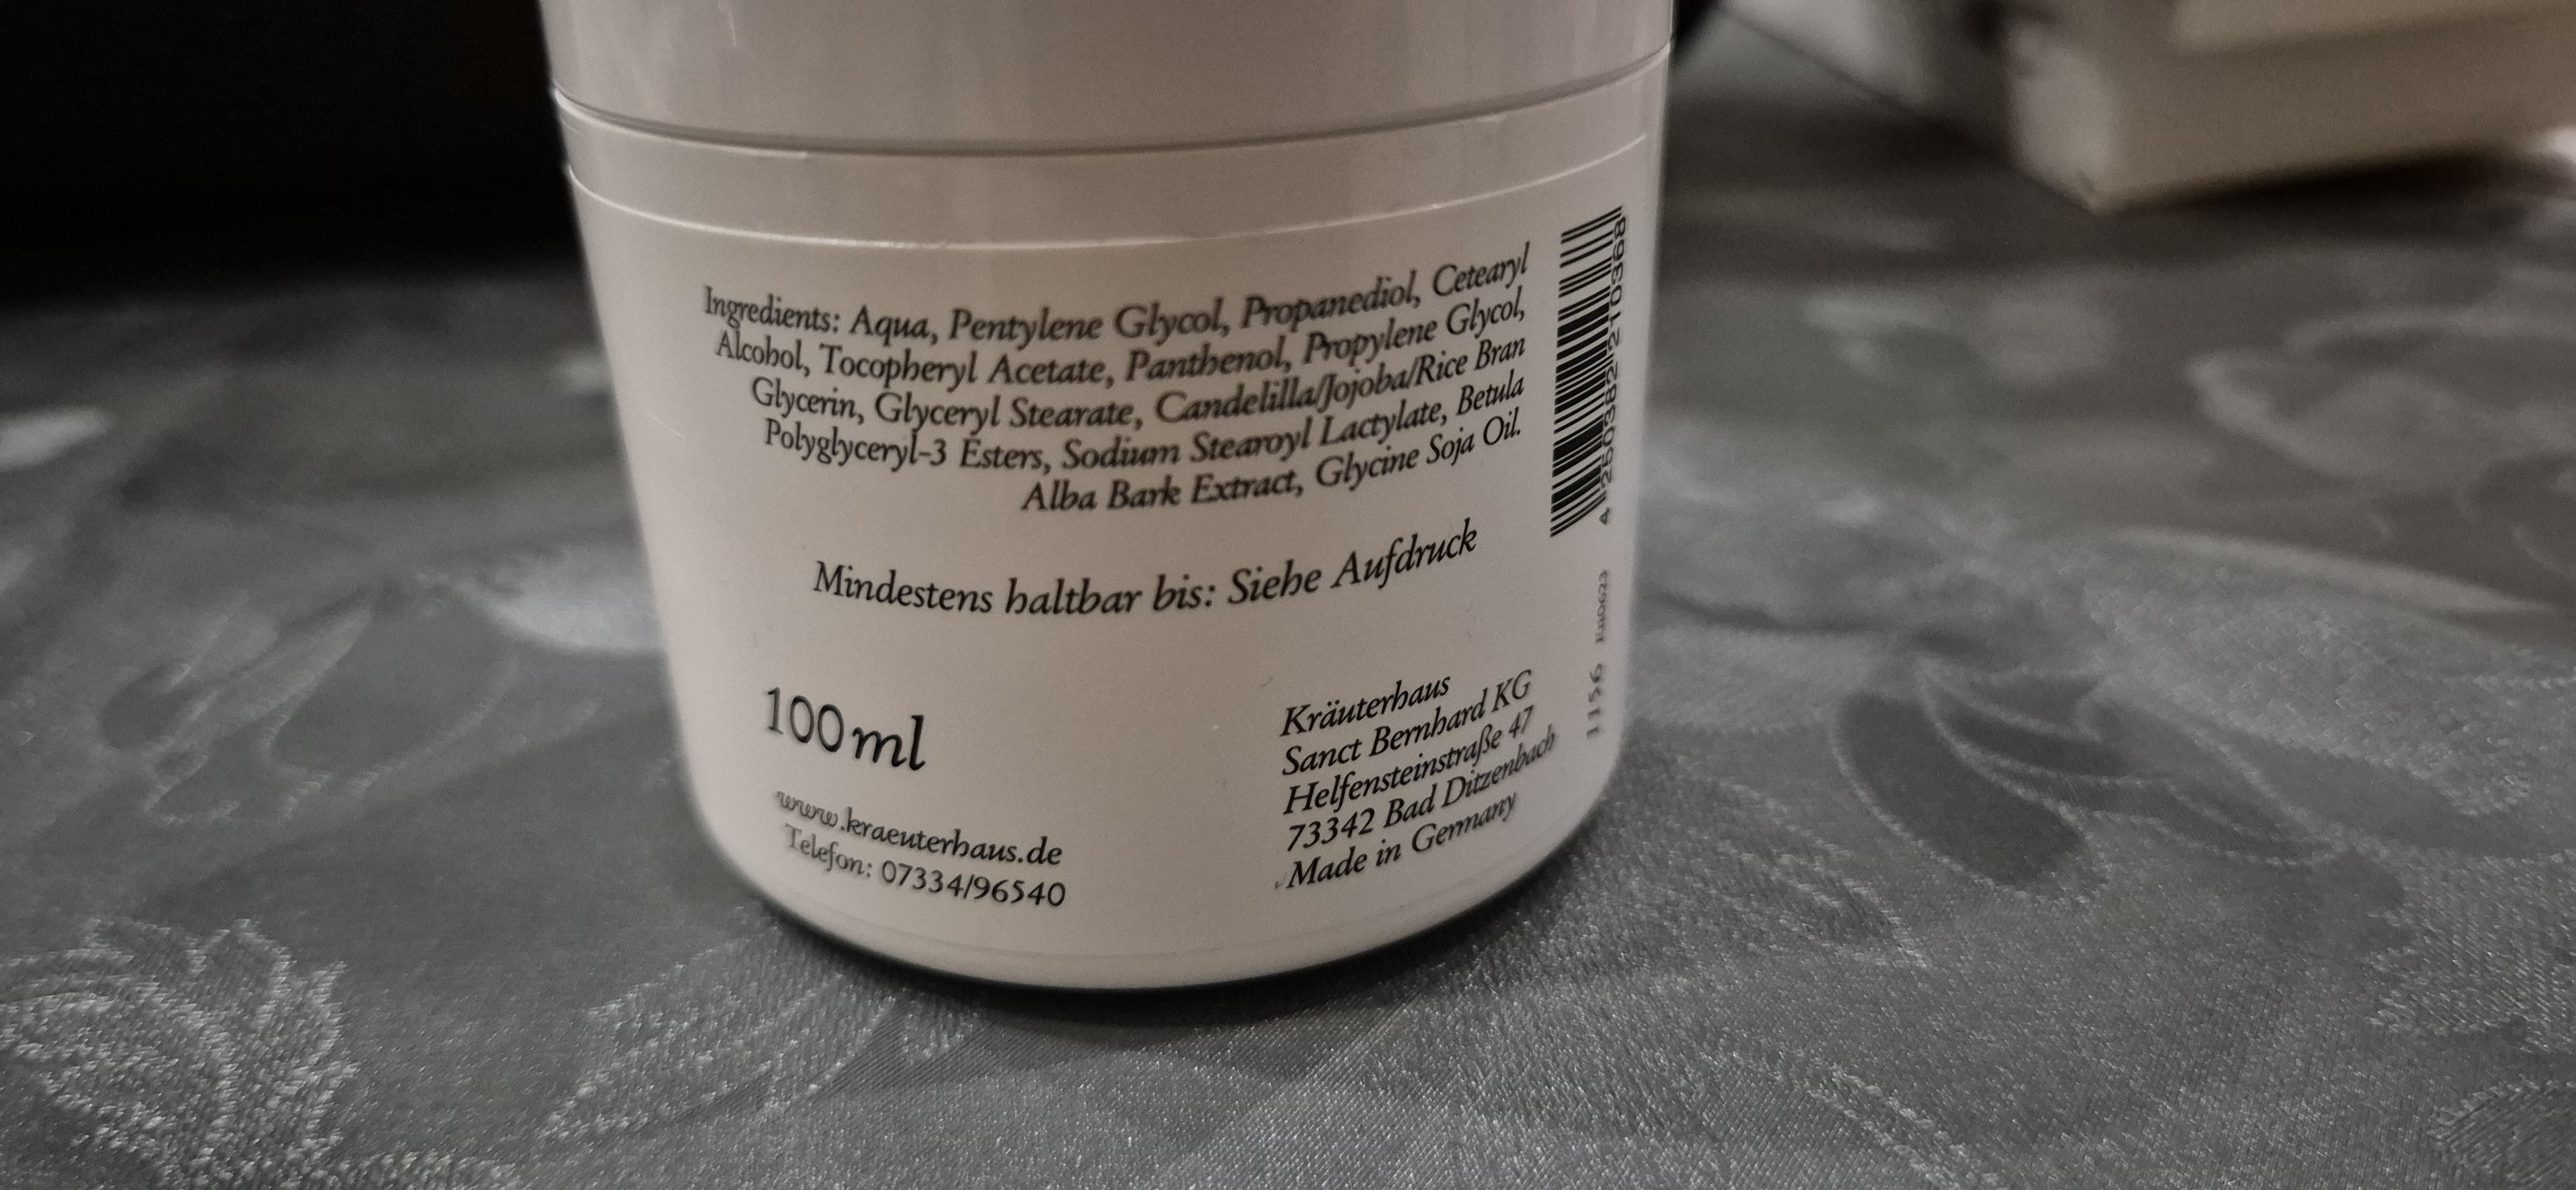 Ingredients: Aqua, Pentylene Glycol, Propanediol, Cetearyl
Alcohol, Tocopheryl Acetate, Panthenol, Propylene Glycol,
Glycerin, Glyceryl Stearate, Candelilla/Jojoba/Rice Bran
Polyglyceryl-3 Esters, Sodium Stearoyl Lactylate, Betula
Alba Bark Extract, Glycine Soja Oil.
Mindestens haltbar bis: Siehe Aufdruck
100 ml
www.kraeuterhaus.de
Telefon: 07334/96540
Kräuterhaus
Sanct Bernhard KG
Helfensteinstraße 47
73342 Bad Ditzenbach
Made in Germany
1156